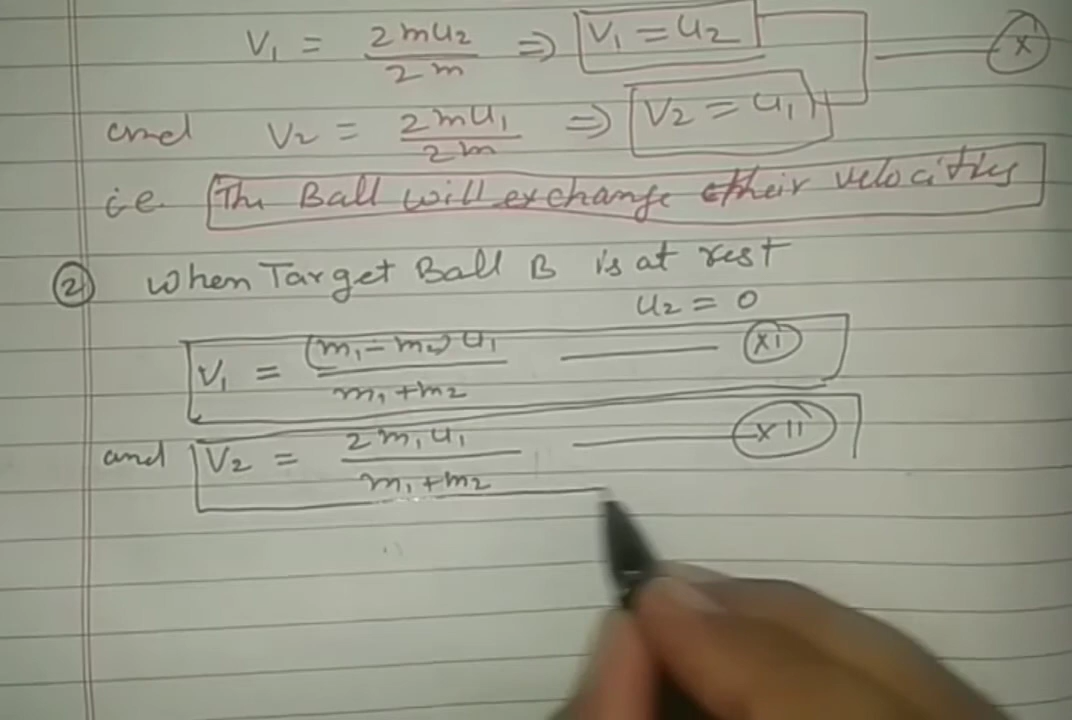 V₁ = 2mu₂/2m ⇒ V₁ = u₂ —— (X)
and V₂ = 2mu₁/2m ⇒ V₂ = u₁
i.e. The Ball will exchange their velocities
(2) when Target Ball B is at rest
u₂ = 0
V₁ = (m₁ - m₂) u₁/m₁ + m₂ —— (XI)
and V₂ = 2m₁u₁/m₁ + m₂ —— (XII)